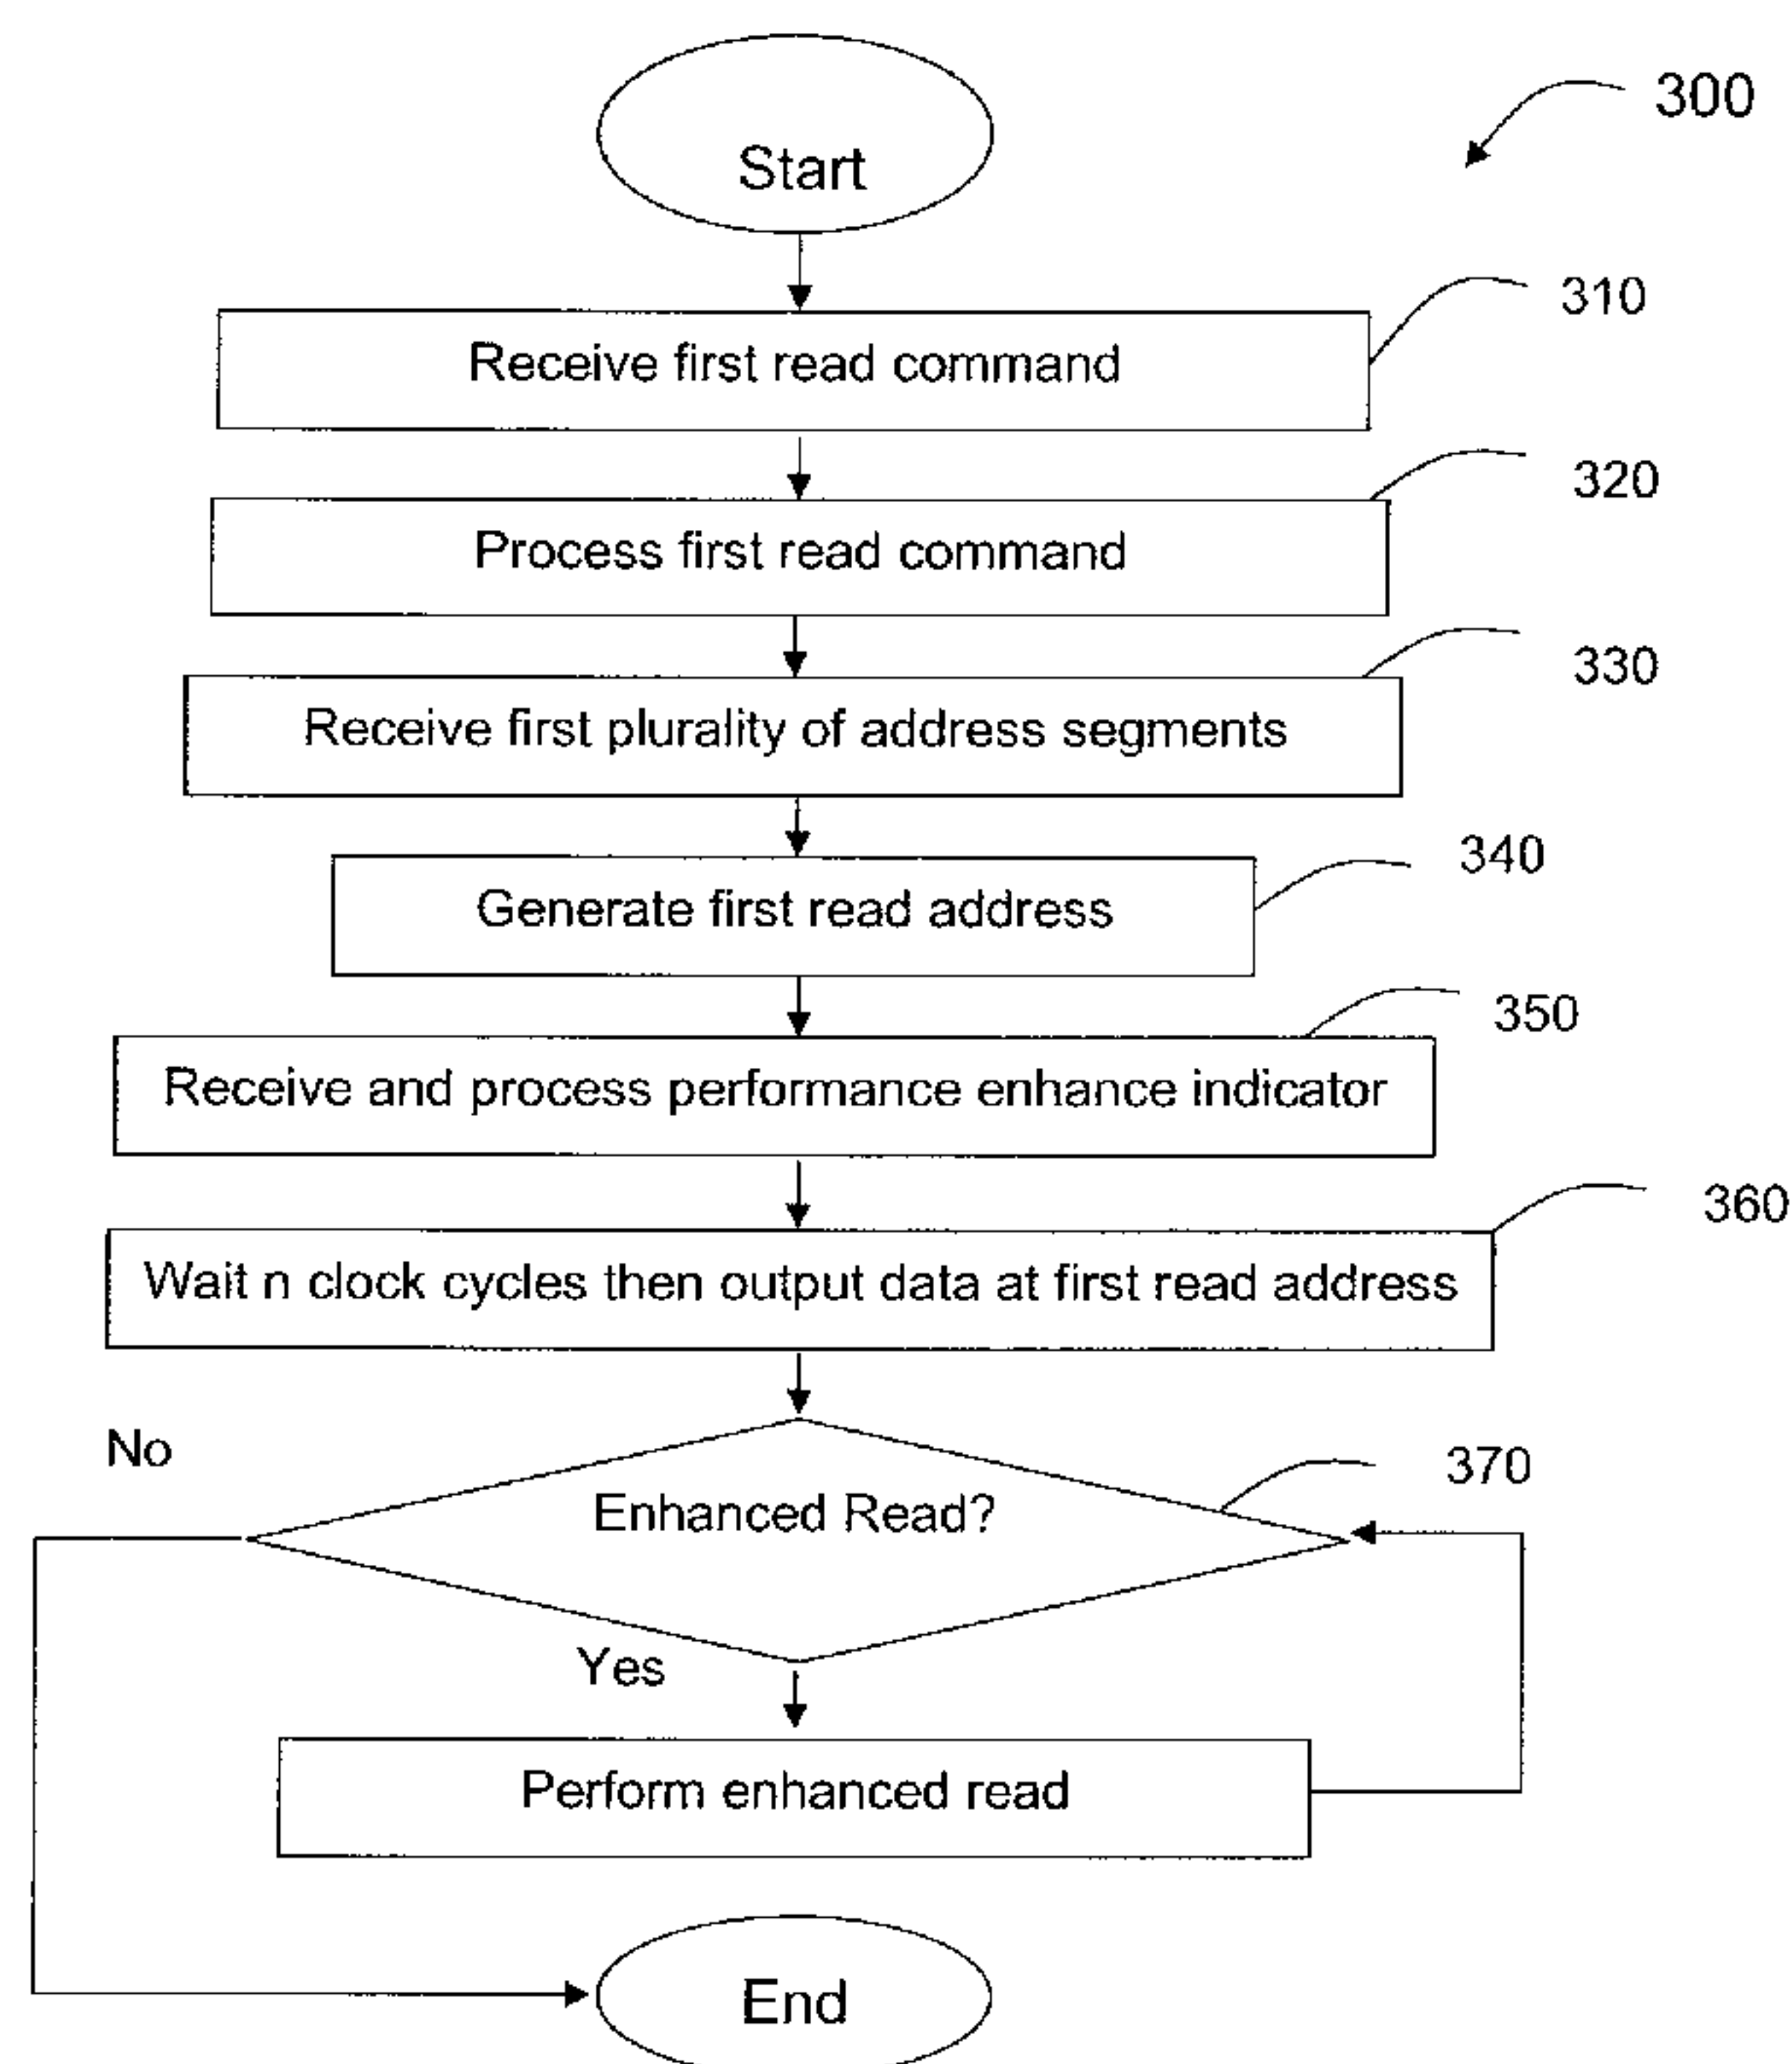 Start
300
Receive first read command
310
Process first read command
320
Receive first plurality of address segments
330
Generate first read address
340
Receive and process performance enhance indicator
350
Wait n clock cycles then output data at first read address
360
No
Enhanced Read?
370
Yes
Perform enhanced read
End